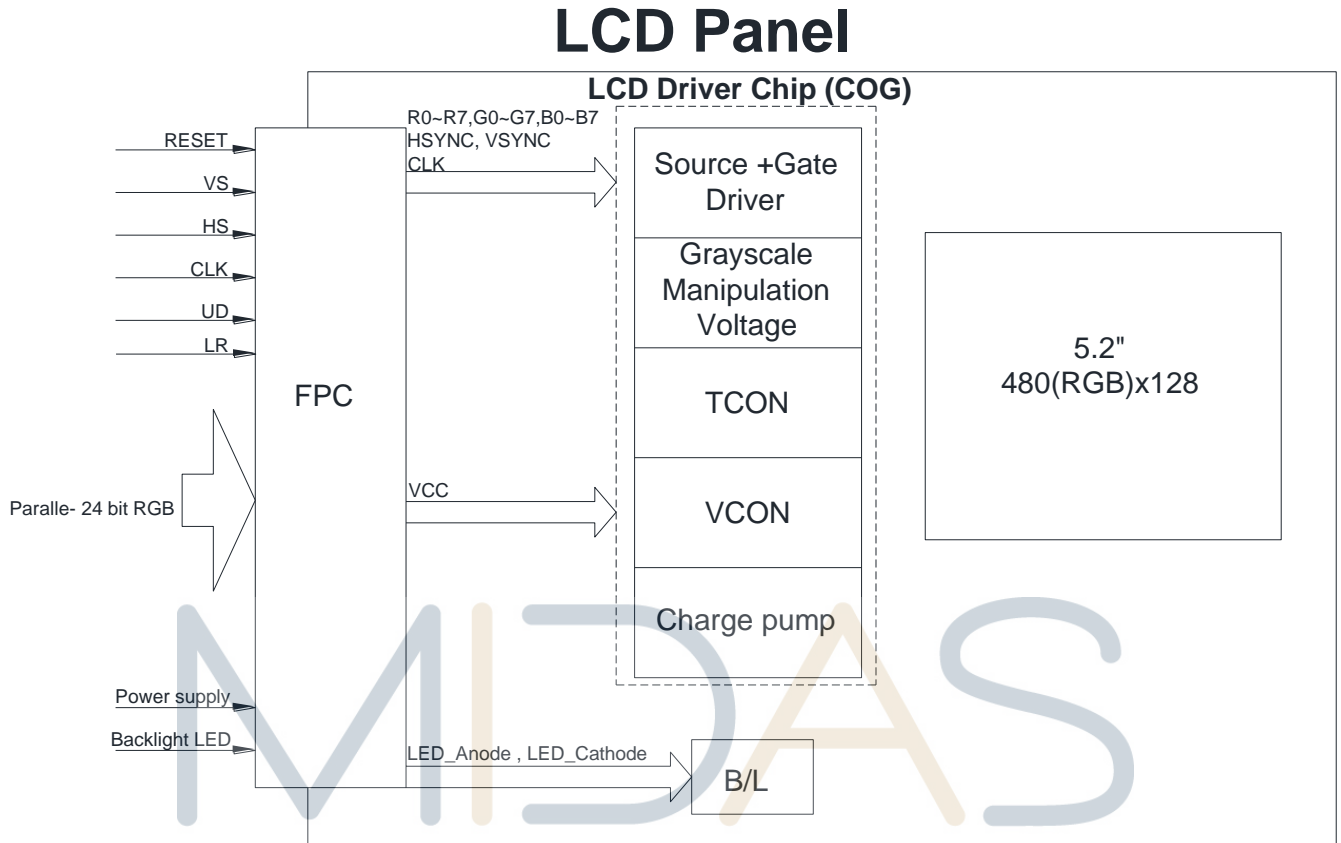 LCD Panel
LCD Driver Chip (COG)
RESET
VS
HS
CLK
UD
LR
Paralle- 24 bit RGB
Power supply
Backlight LED
FPC
R0~R7,G0~G7,B0~B7
HSYNC, VSYNC
CLK
VCC
LED_Anode , LED_Cathode
Source +Gate
Driver
Grayscale
Manipulation
Voltage
TCON
VCON
Charge pump
B/L
5.2"
480(RGB)x128
MIDAS